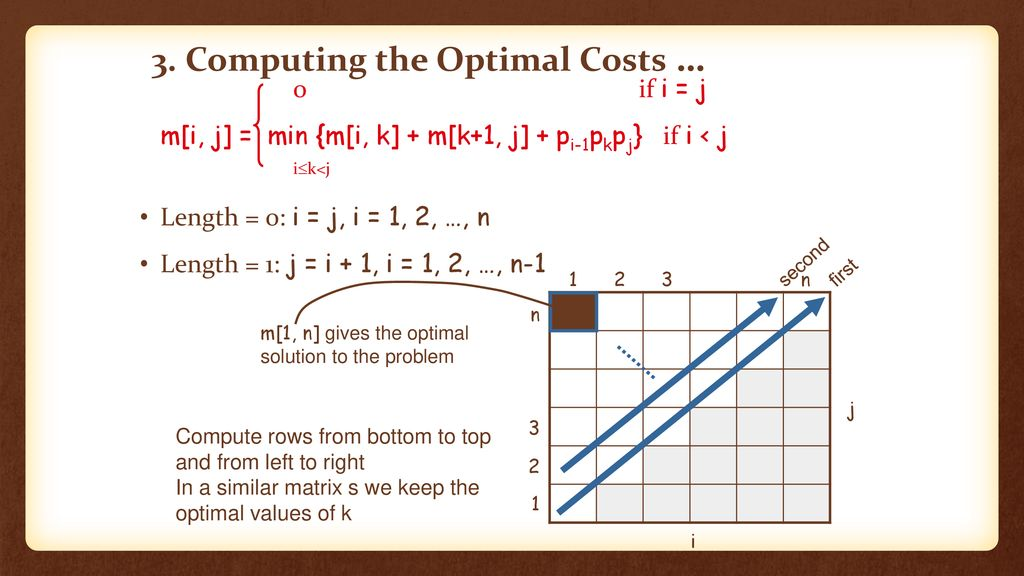 3. Computing the Optimal Costs ...
0 if i = j
m[i, j] = min {m[i, k] + m[k+1, j] + pi-1pkpj} if i < j
i≤k<j
• Length = 0: i = j, i = 1, 2, ..., n
• Length = 1: j = i + 1, i = 1, 2, ..., n-1
second
first
1 2 3 n
n
m[1, n] gives the optimal
solution to the problem
j
3
Compute rows from bottom to top
and from left to right
2
In a similar matrix s we keep the
optimal values of k
1
i